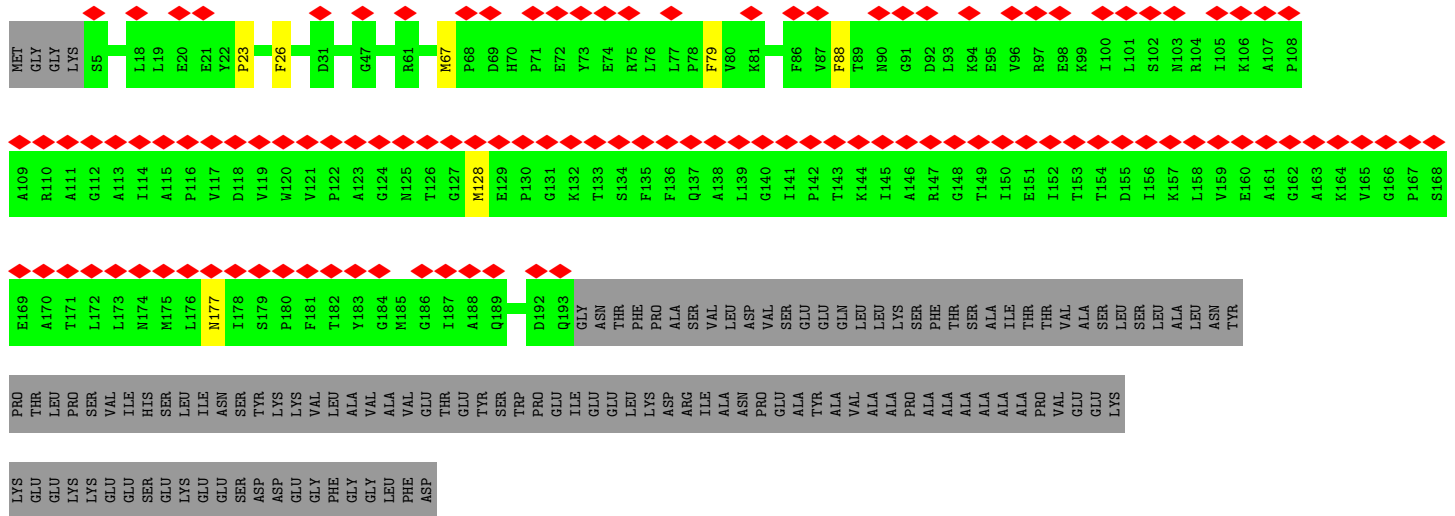 MET GLY GLY LYS S5 L18 L19 E20 E21 Y22 P23 F26 D31 G47 R61 M67 P68 D69 H70 P71 E72 Y73 E74 R75 L76 L77 P78 F79 V80 K81 F86 V87 F88 T89 N90 G91 D92 L93 K94 E95 V96 R97 E98 K99 I100 L101 S102 N103 R104 I105 K106 A107 P108
A109 R110 A111 G112 A113 I114 A115 P116 V117 D118 V119 W120 V121 P122 A123 G124 N125 T126 G127 M128 E129 P130 G131 K132 T133 S134 F135 F136 Q137 A138 L139 G140 I141 P142 T143 K144 I145 A146 R147 G148 T149 I150 E151 I152 T153 T154 D155 I156 K157 L158 V159 E160 A161 G162 A163 K164 V165 G166 P167 S168
E169 A170 T171 L172 L173 N174 M175 L176 N177 I178 S179 P180 F181 T182 Y183 G184 M185 G186 I187 A188 Q189 D192 Q193 GLY ASN THR PHE PRO ALA SER VAL LEU ASP VAL SER GLU GLU GLN LEU LEU LYS SER PHE THR SER ALA ILE THR THR VAL ALA SER LEU SER LEU ALA LEU ASN TYR
PRO THR LEU PRO SER VAL ILE HIS SER LEU ILE ASN SER TYR LYS LYS VAL LEU ALA VAL ALA VAL GLU THR GLU TYR SER TRP PRO GLU ILE GLU GLU LEU LYS ASP ARG ILE ALA ASN PRO GLU ALA TYR ALA VAL ALA ALA PRO ALA ALA ALA ALA ALA ALA PRO VAL GLU GLU LYS
LYS GLU GLU LYS LYS GLU GLU SER GLU LYS GLU GLU SER ASP ASP GLU GLY PHE GLY GLY LEU PHE ASP